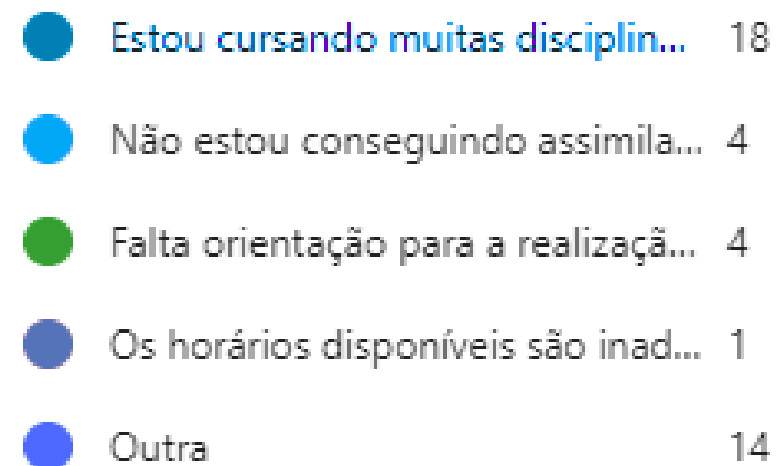 Estou cursando muitas disciplin... 18
Não estou conseguindo assimila... 4
Falta orientação para a realizaçã... 4
Os horários disponíveis são inad... 1
Outra 14